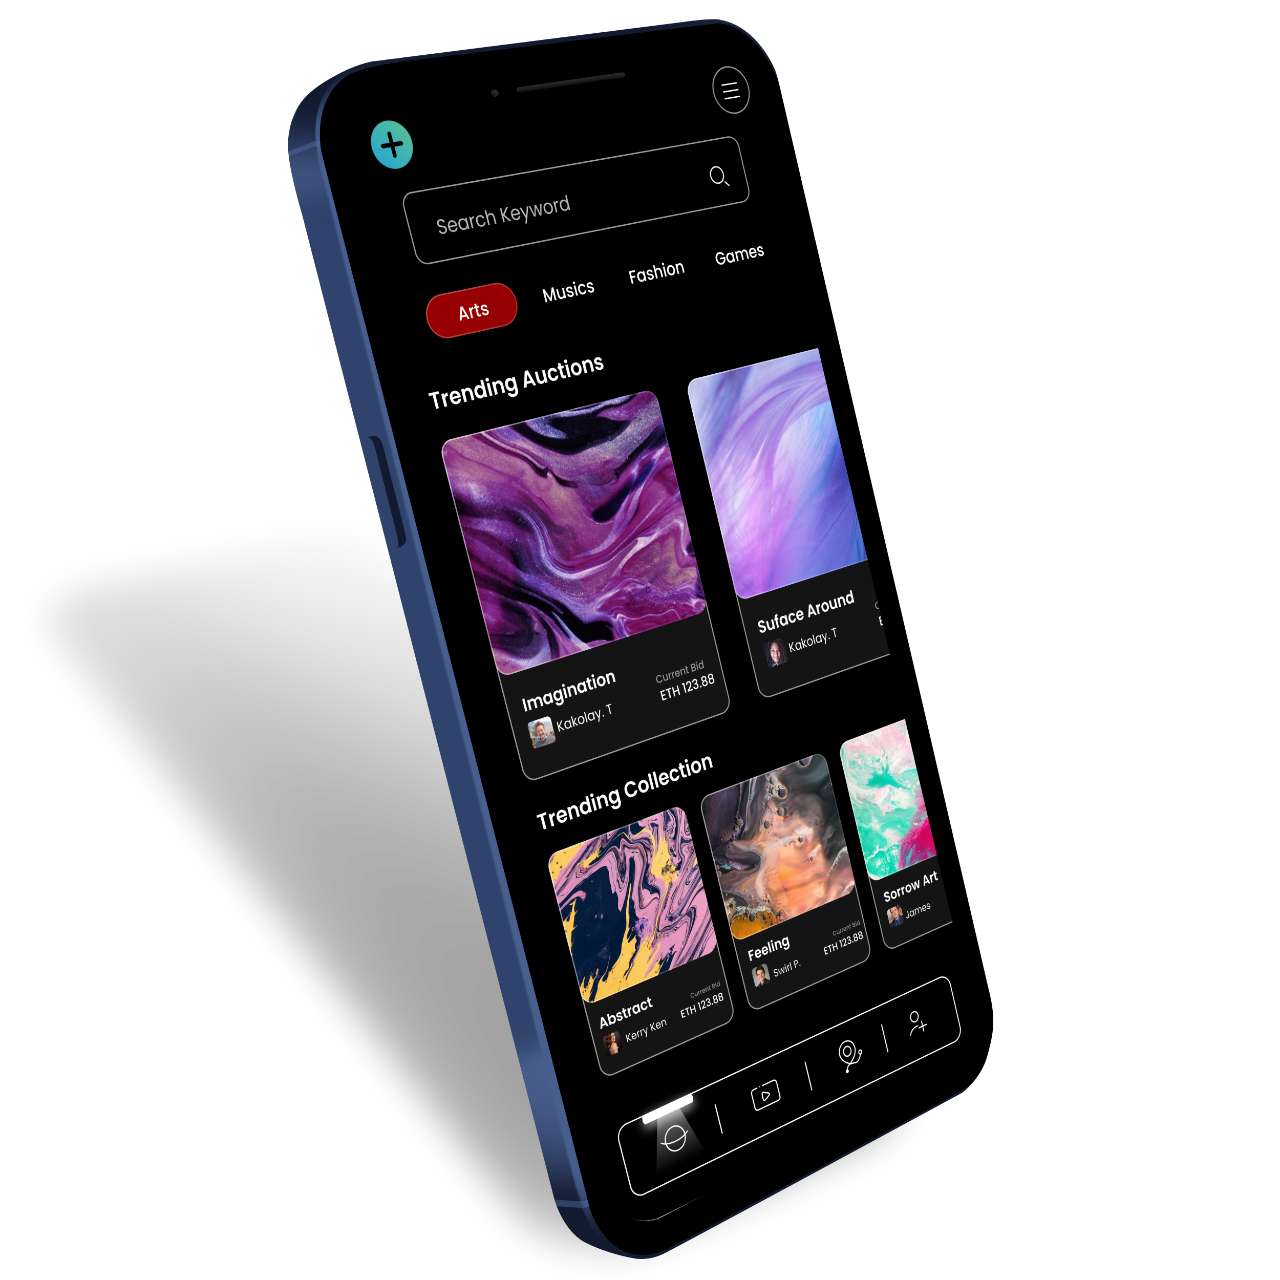 Search Keyword
Arts Musics Fashion Games
Trending Auctions
Imagination
Kakolay. T
Current Bid
ETH 123.88
Suface Around
Kakolay. T
Trending Collection
Abstract
Kerry Ken
Current Bid
ETH 123.88
Feeling
Swirl P.
Current Bid
ETH 123.88
Sorrow Art
James